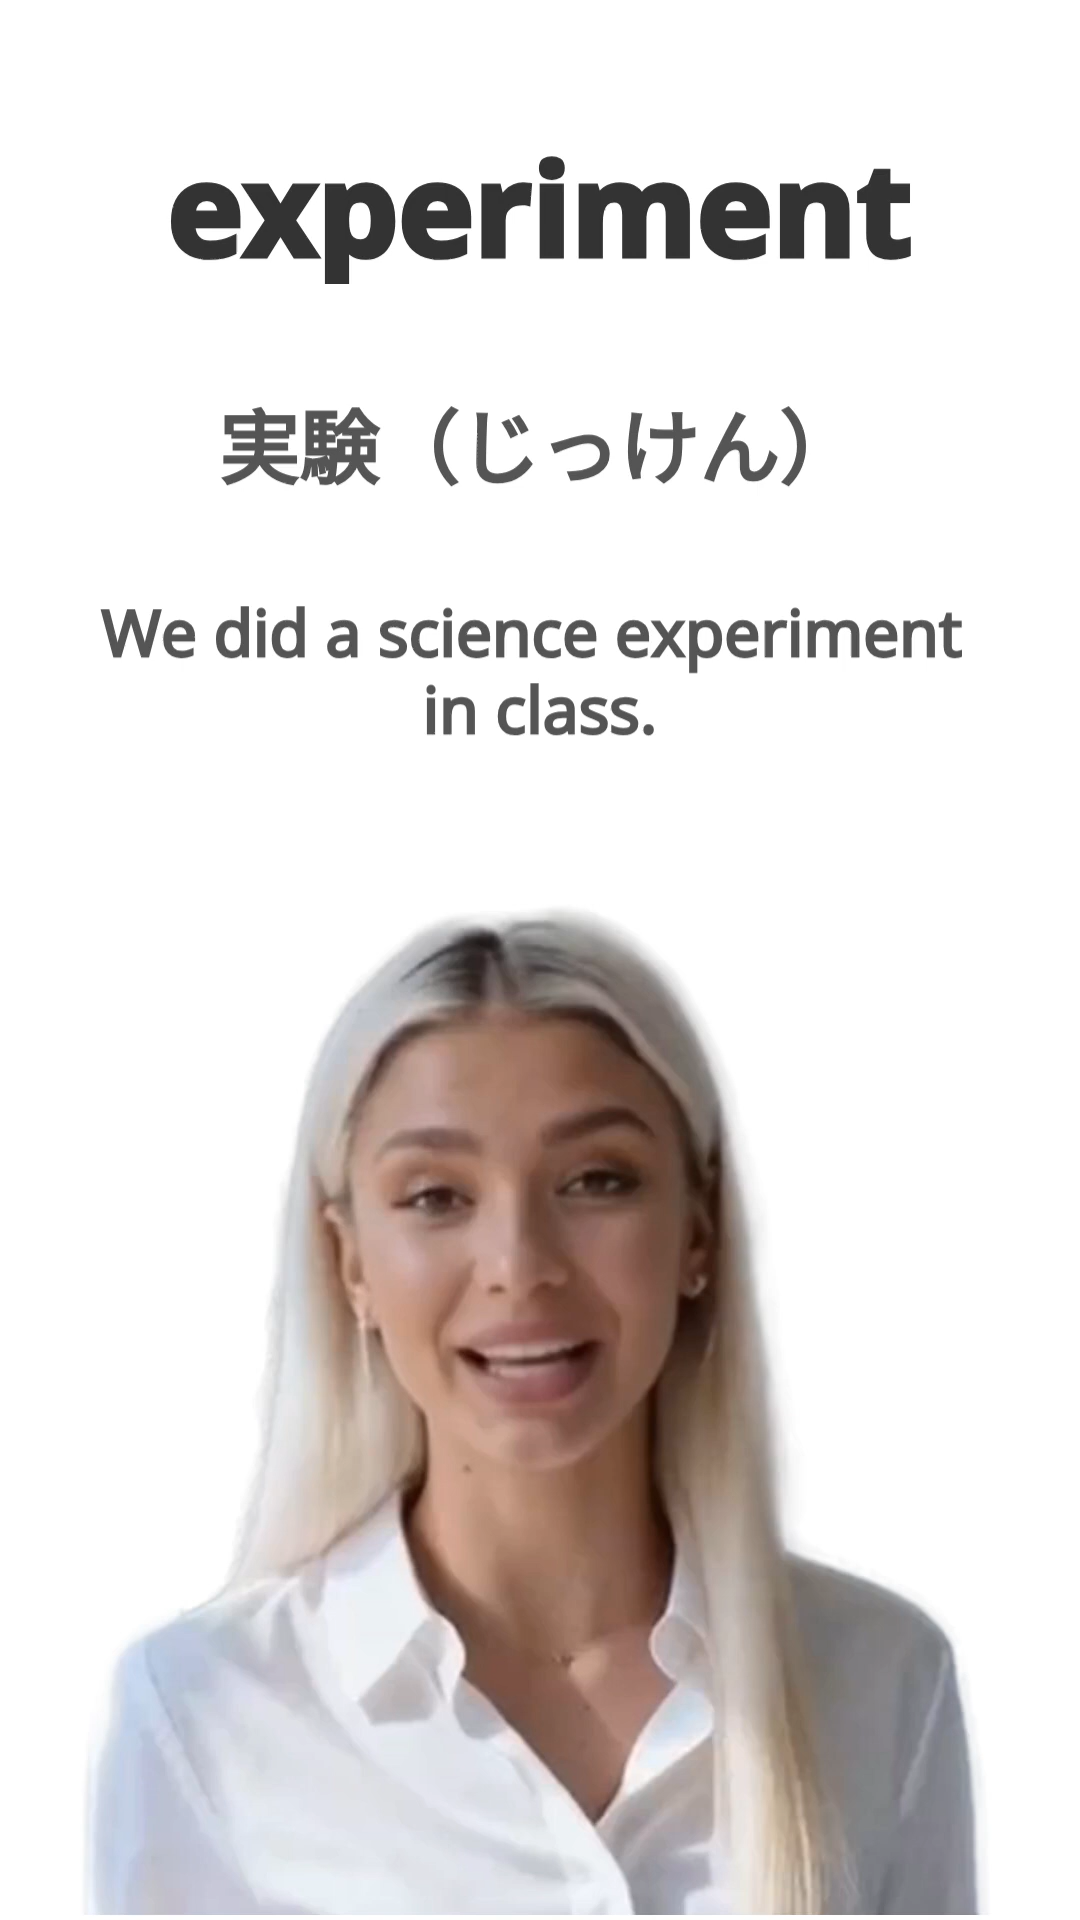 experiment
実験（じっけん）
We did a science experiment
in class.